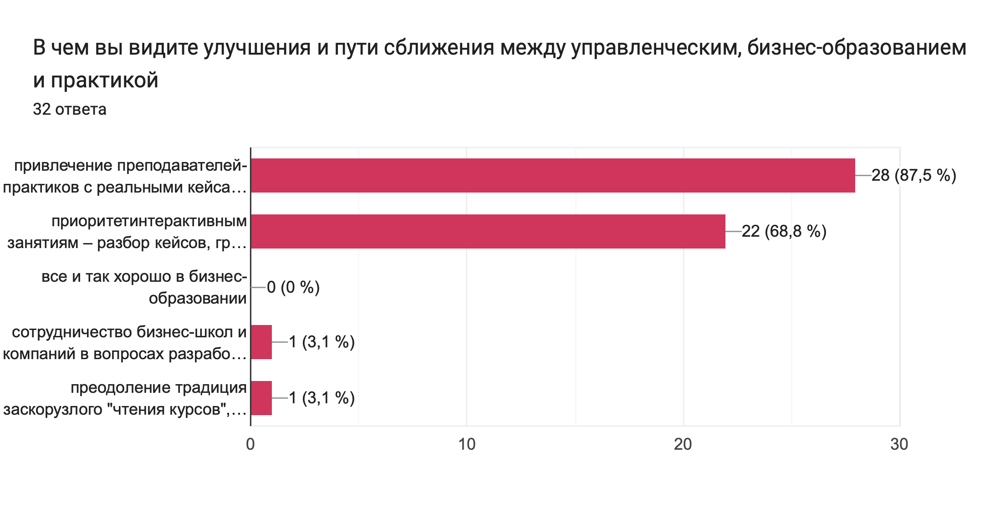 В чем вы видите улучшения и пути сближения между управленческим, бизнес-образованием
и практикой
32 ответа
привлечение преподавателей-
практиков с реальными кейса…
28 (87,5 %)
приоритетинтерактивным
занятиям – разбор кейсов, гр…
22 (68,8 %)
все и так хорошо в бизнес-
образовании
0 (0 %)
сотрудничество бизнес-школ и
компаний в вопросах разрабо…
1 (3,1 %)
преодоление традиция
заскорузлого "чтения курсов",…
1 (3,1 %)
0 10 20 30